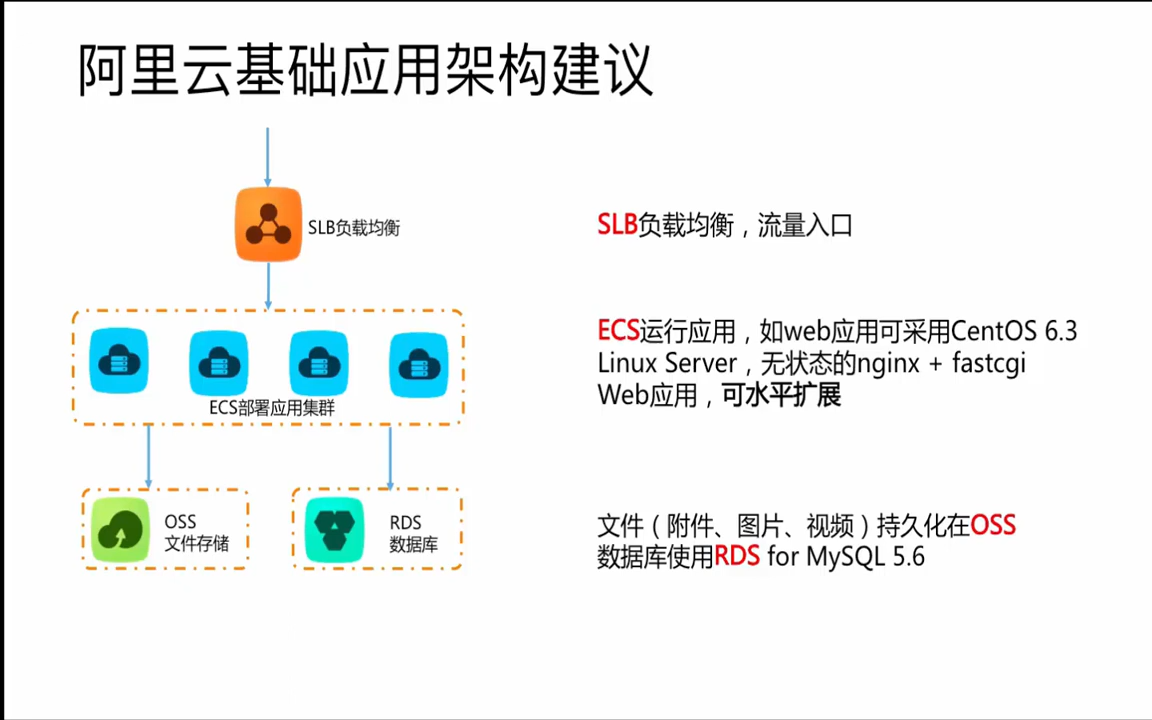 阿里云基础应用架构建议
SLB负载均衡
SLB负载均衡，流量入口
ECS部署应用集群
ECS运行应用，如web应用可采用CentOS 6.3
Linux Server，无状态的nginx + fastcgi
Web应用，可水平扩展
OSS
文件存储
RDS
数据库
文件（附件、图片、视频）持久化在OSS
数据库使用RDS for MySQL 5.6